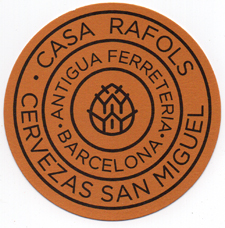 CASA RAFOLS
CERVEZAS SAN MIGUEL
ANTIGUA FERRETERIA
BARCELONA